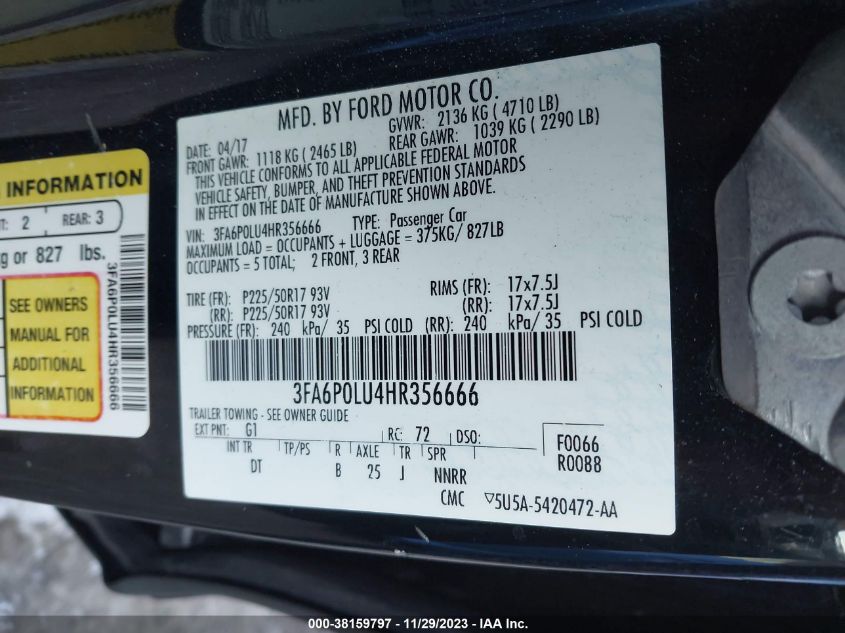 MFD. BY FORD MOTOR CO.
DATE: 04/17 GVWR: 2136 KG ( 4710 LB)
FRONT GAWR: 1118 KG ( 2465 LB) REAR GAWR: 1039 KG ( 2290 LB)
THIS VEHICLE CONFORMS TO ALL APPLICABLE FEDERAL MOTOR
VEHICLE SAFETY, BUMPER, AND THEFT PREVENTION STANDARDS
IN EFFECT ON THE DATE OF MANUFACTURE SHOWN ABOVE.
VIN: 3FA6P0LU4HR356666 TYPE: Passenger Car
MAXIMUM LOAD = OCCUPANTS + LUGGAGE = 375KG/ 827LB
OCCUPANTS = 5 TOTAL; 2 FRONT, 3 REAR
TIRE (FR): P225/50R17 93V RIMS (FR): 17x7.5J
(RR): P225/50R17 93V (RR): 17x7.5J
PRESSURE (FR): 240 kPa/ 35 PSI COLD (RR): 240 kPa/ 35 PSI COLD
3FA6P0LU4HR356666
TRAILER TOWING - SEE OWNER GUIDE
EXT PNT: G1 RC: 72 DSO: F0066
INT TR TP/PS R AXLE TR SPR R0088
DT B 25 J NNRR
CMC ▽5U5A-5420472-AA
INFORMATION
2 REAR: 3
or 827 lbs.
SEE OWNERS
MANUAL FOR
ADDITIONAL
INFORMATION
3FA6P0LU4HR356666
000-38159797 - 11/29/2023 - IAA Inc.